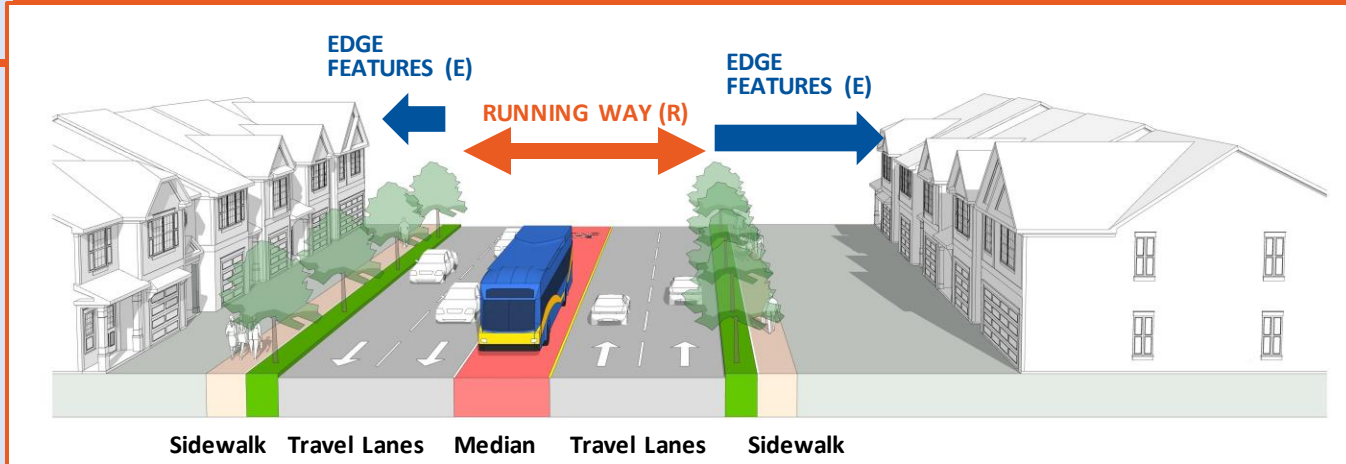 EDGE
FEATURES (E)
EDGE
FEATURES (E)
RUNNING WAY (R)
Sidewalk Travel Lanes Median Travel Lanes Sidewalk